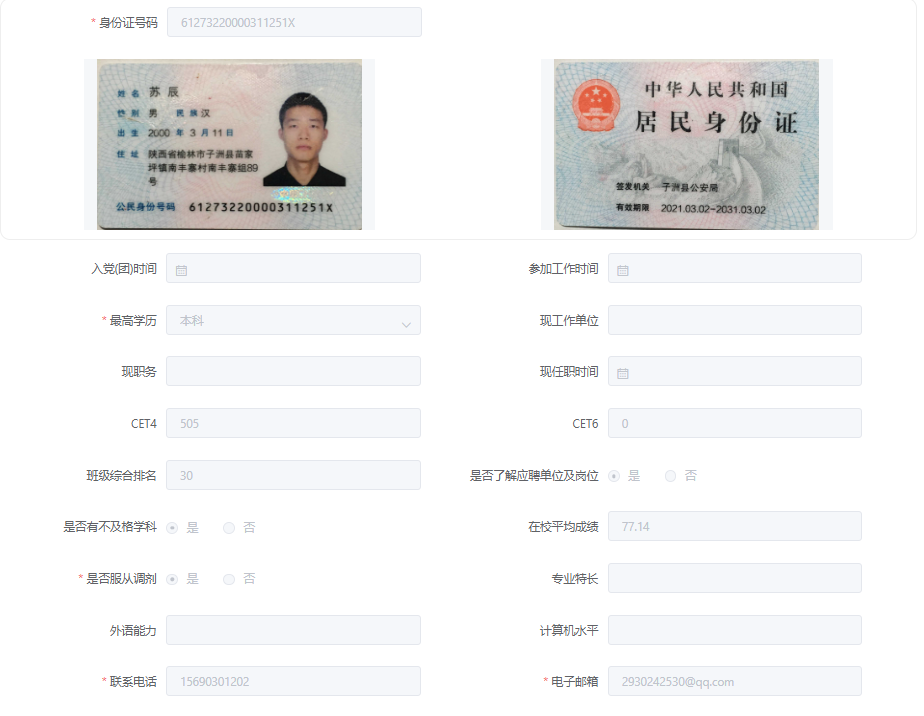 * 身份证号码 61273220000311251X
姓名 苏辰
性别 男 民族 汉
出生 2000 年 3 月 11 日
住址 陕西省榆林市子洲县苗家
坪镇南丰寨村南丰寨组89
号
公民身份号码 61273220000311251X
中华人民共和国
居民身份证
签发机关 子洲县公安局
有效期限 2021.03.02-2031.03.02
入党(团)时间
参加工作时间
* 最高学历 本科
现工作单位
现职务
现任职时间
CET4 505
CET6 0
班级综合排名 30
是否了解应聘单位及岗位 是 否
是否有不及格学科 是 否
在校平均成绩 77.14
* 是否服从调剂 是 否
专业特长
外语能力
计算机水平
* 联系电话 15690301202
* 电子邮箱 2930242530@qq.com